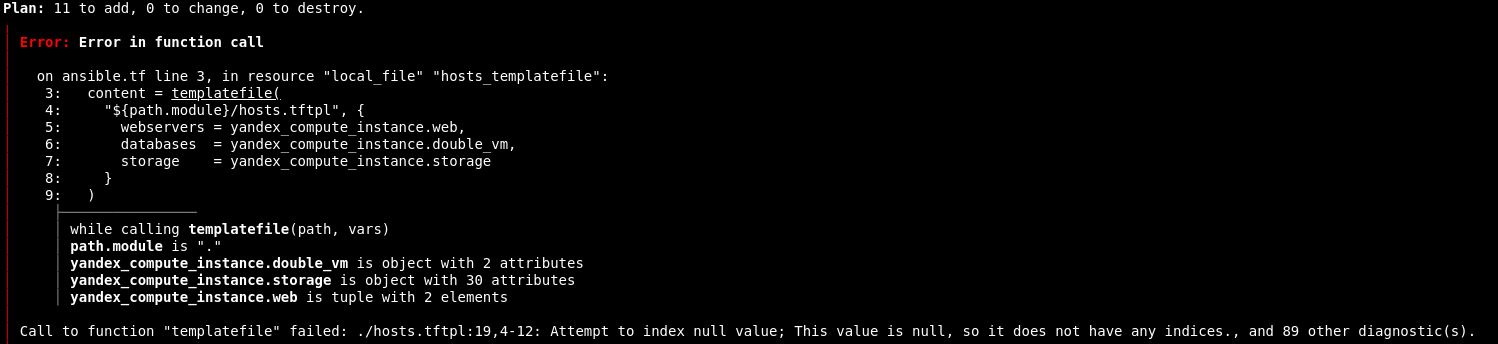 Plan: 11 to add, 0 to change, 0 to destroy.
Error: Error in function call
on ansible.tf line 3, in resource "local_file" "hosts_templatefile":
3:   content = templatefile(
4:     "${path.module}/hosts.tftpl", {
5:       webservers = yandex_compute_instance.web,
6:       databases  = yandex_compute_instance.double_vm,
7:       storage    = yandex_compute_instance.storage
8:     }
9:   )
while calling templatefile(path, vars)
path.module is "."
yandex_compute_instance.double_vm is object with 2 attributes
yandex_compute_instance.storage is object with 30 attributes
yandex_compute_instance.web is tuple with 2 elements
Call to function "templatefile" failed: ./hosts.tftpl:19,4-12: Attempt to index null value; This value is null, so it does not have any indices., and 89 other diagnostic(s).